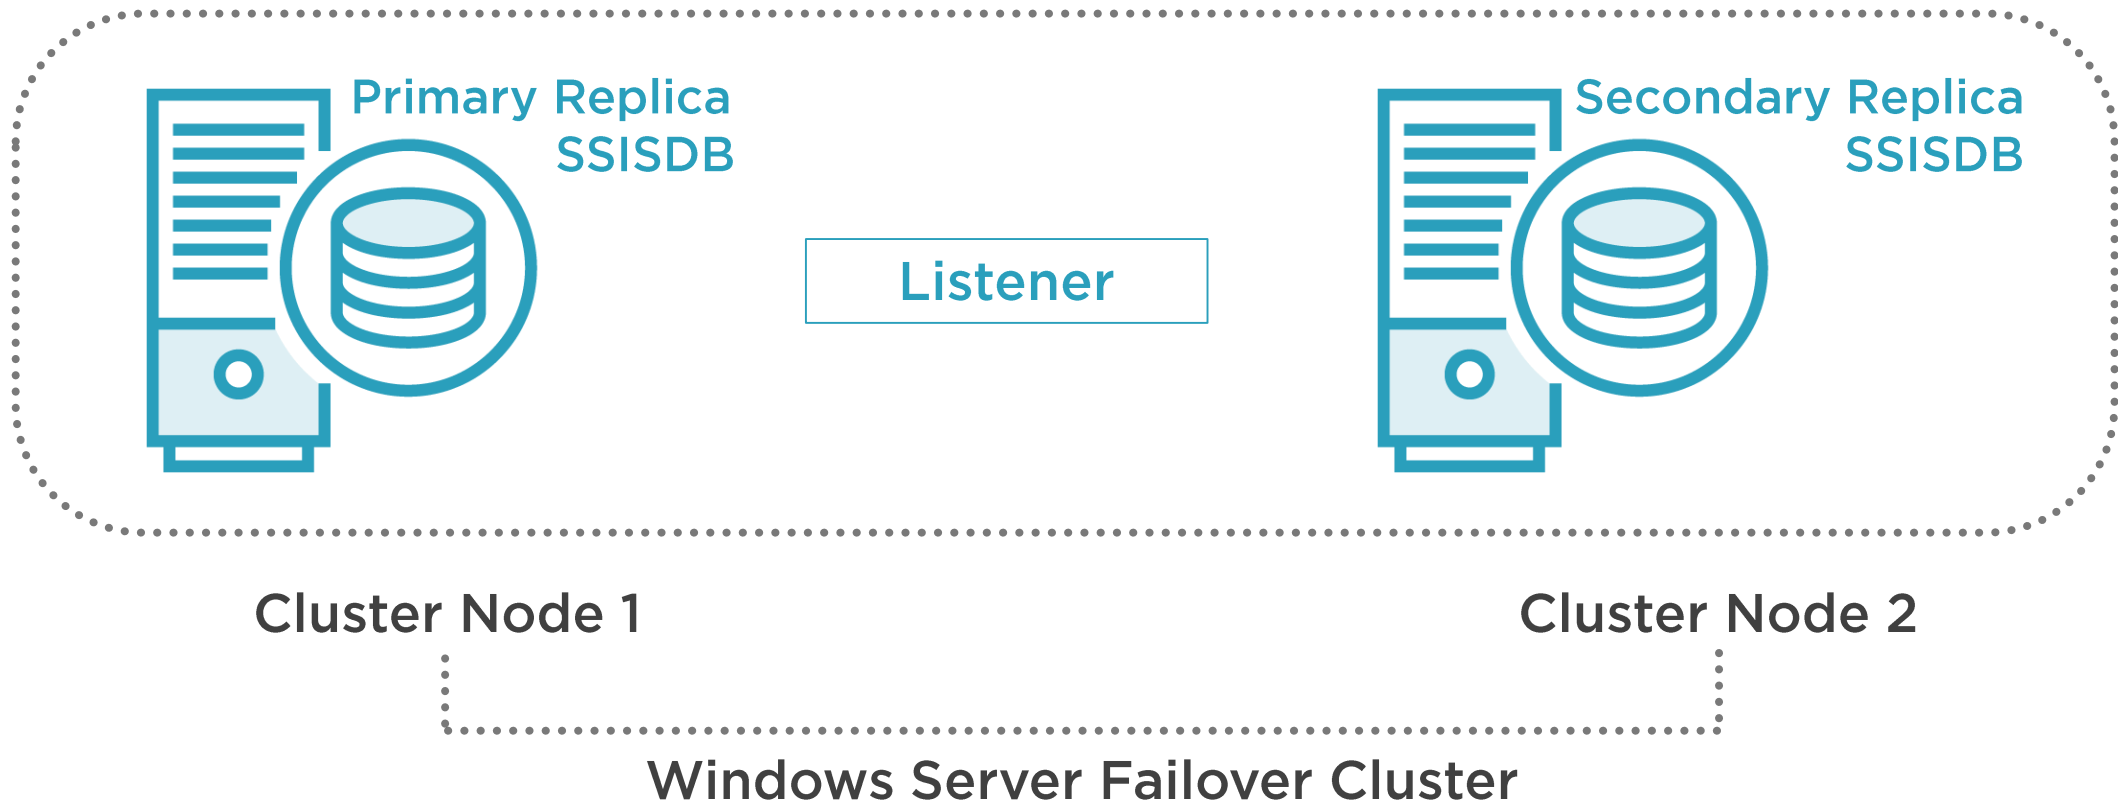 Primary Replica
SSISDB
Secondary Replica
SSISDB
Listener
Cluster Node 1
Cluster Node 2
Windows Server Failover Cluster